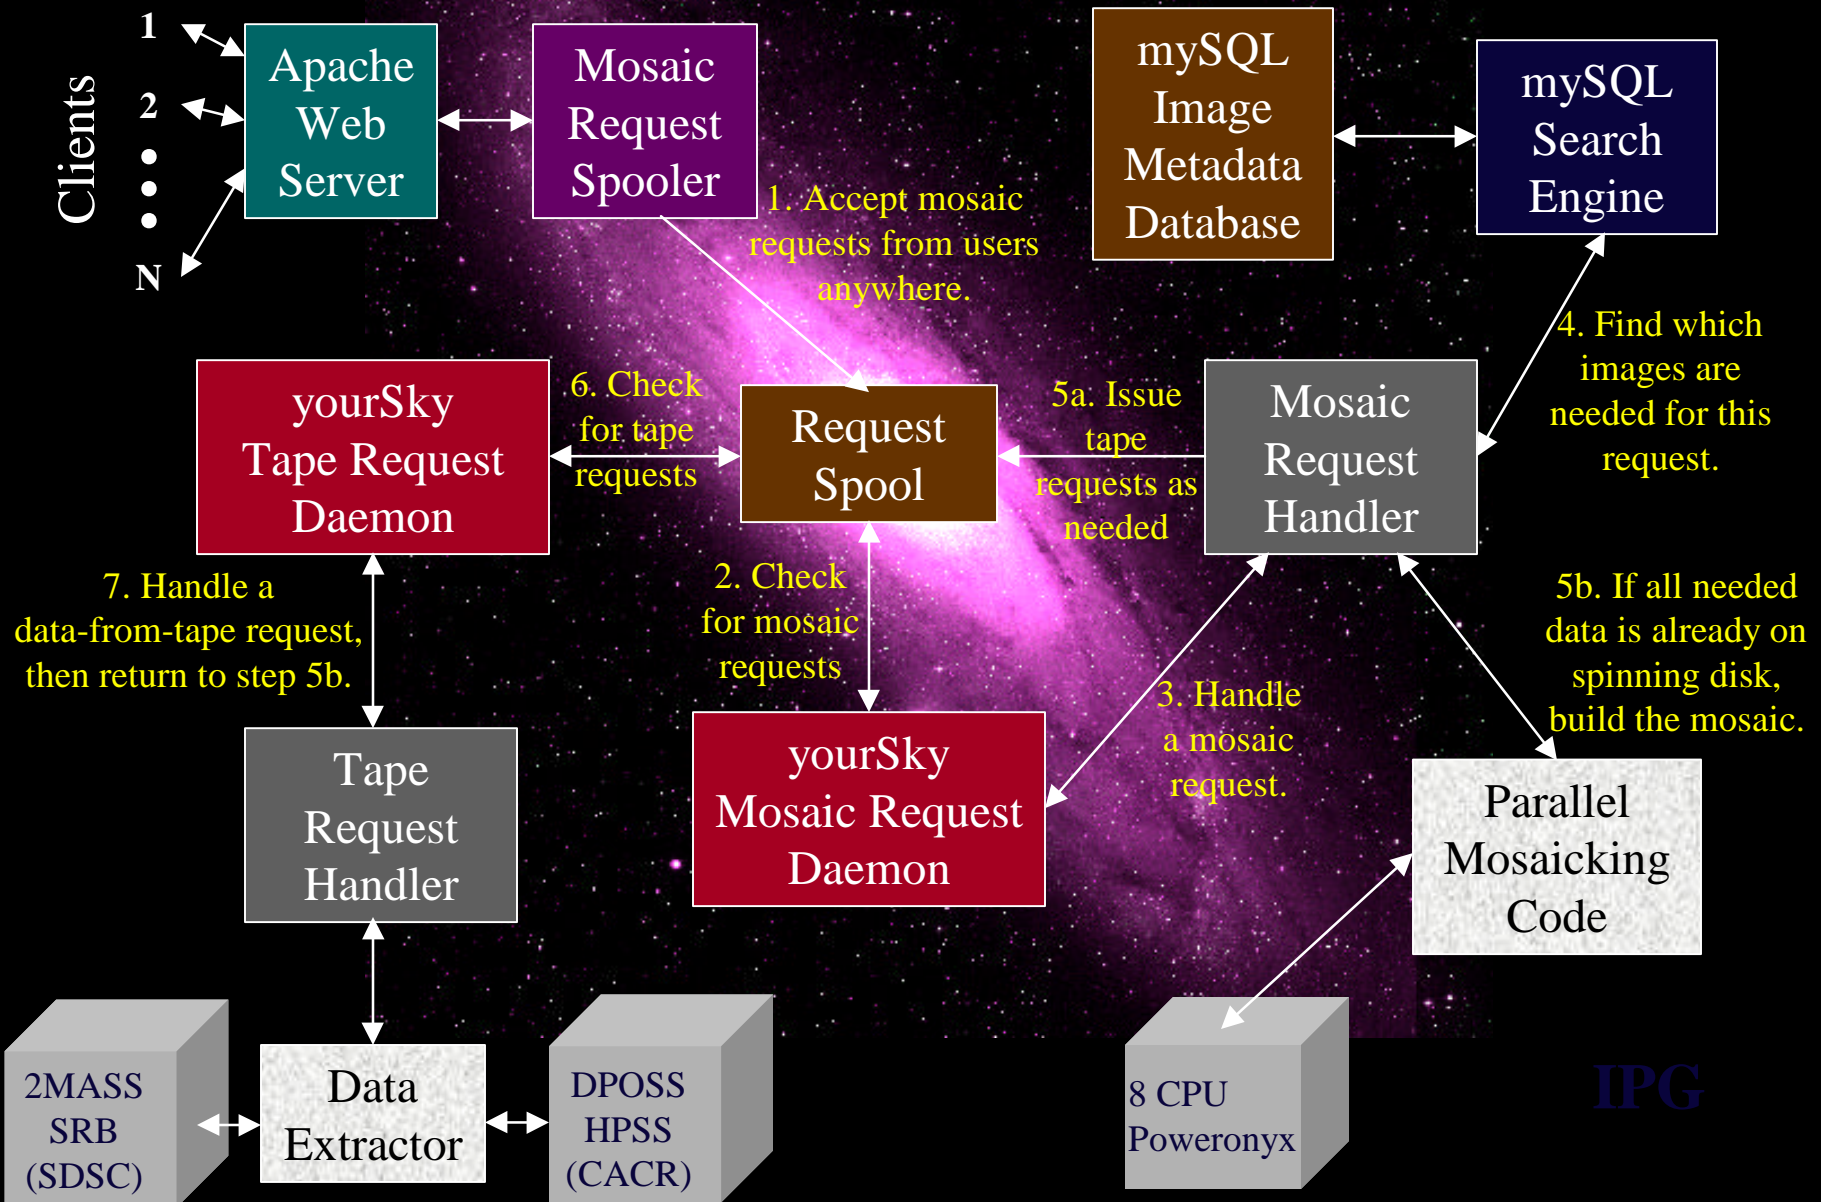 Clients
1
2
N
Apache
Web
Server
Mosaic
Request
Spooler
mySQL
Image
Metadata
Database
mySQL
Search
Engine
1. Accept mosaic
requests from users
anywhere.
4. Find which
images are
needed for this
request.
yourSky
Tape Request
Daemon
6. Check
for tape
requests
Request
Spool
5a. Issue
tape
requests as
needed
Mosaic
Request
Handler
7. Handle a
data-from-tape request,
then return to step 5b.
2. Check
for mosaic
requests
3. Handle
a mosaic
request.
5b. If all needed
data is already on
spinning disk,
build the mosaic.
Tape
Request
Handler
yourSky
Mosaic Request
Daemon
Parallel
Mosaicking
Code
2MASS
SRB
(SDSC)
Data
Extractor
DPOSS
HPSS
(CACR)
8 CPU
Poweronyx
IPG